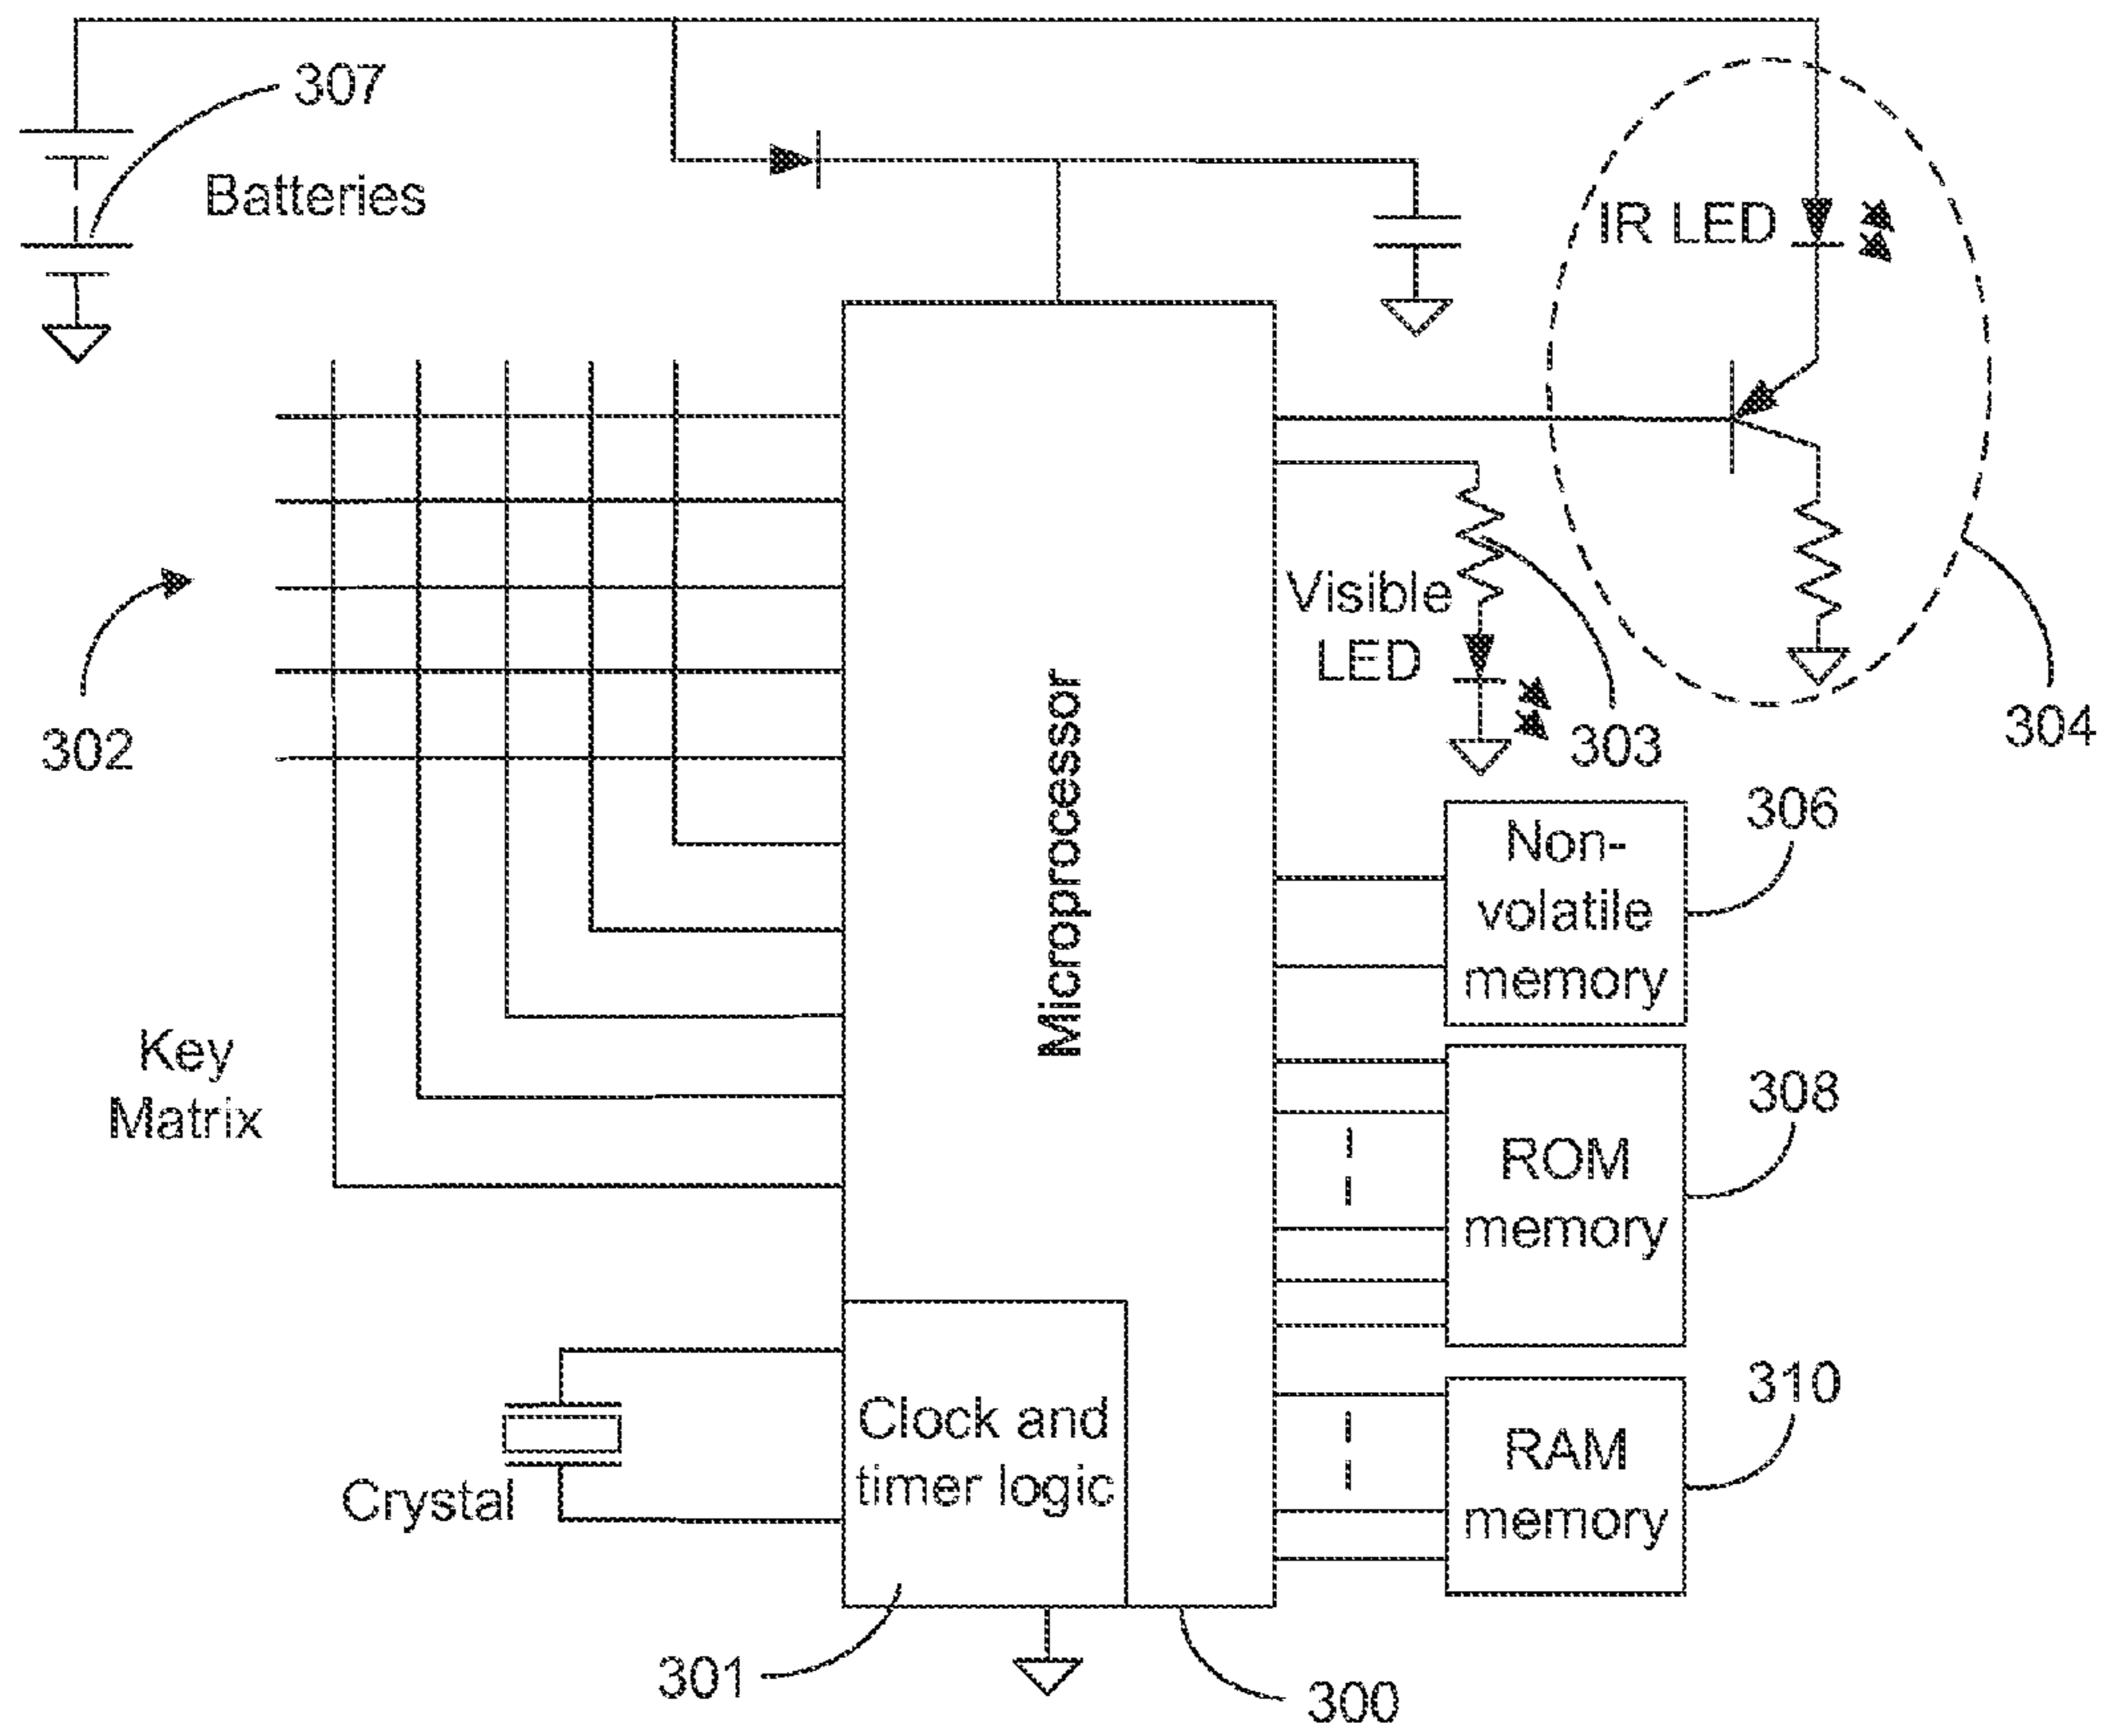 307
Batteries
IR LED
Visible
LED
302
303
304
Microprocessor
306
Non-
volatile
memory
Key
Matrix
308
ROM
memory
310
RAM
memory
Clock and
timer logic
Crystal
301
300